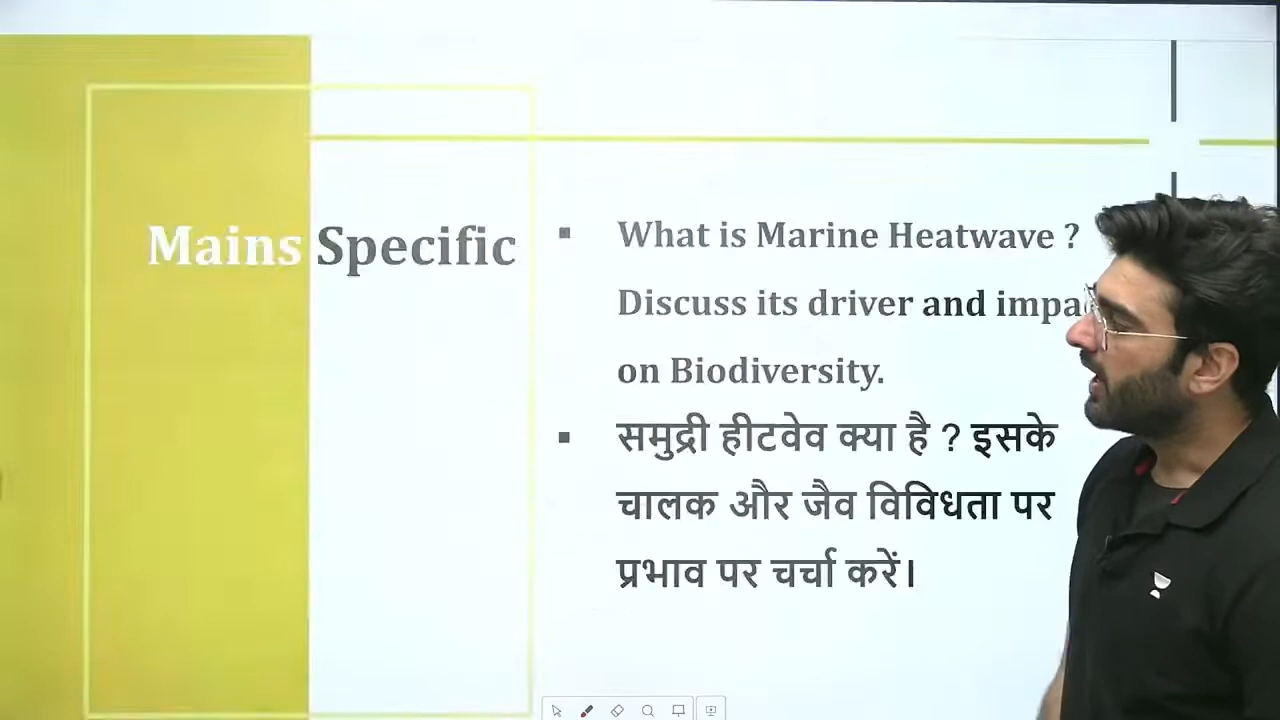 Mains Specific
What is Marine Heatwave ?
Discuss its driver and
on Biodiversity.
समुद्री हीटवेव क्या है ? इसके
चालक और जैव विविधता पर
प्रभाव पर चर्चा करें।